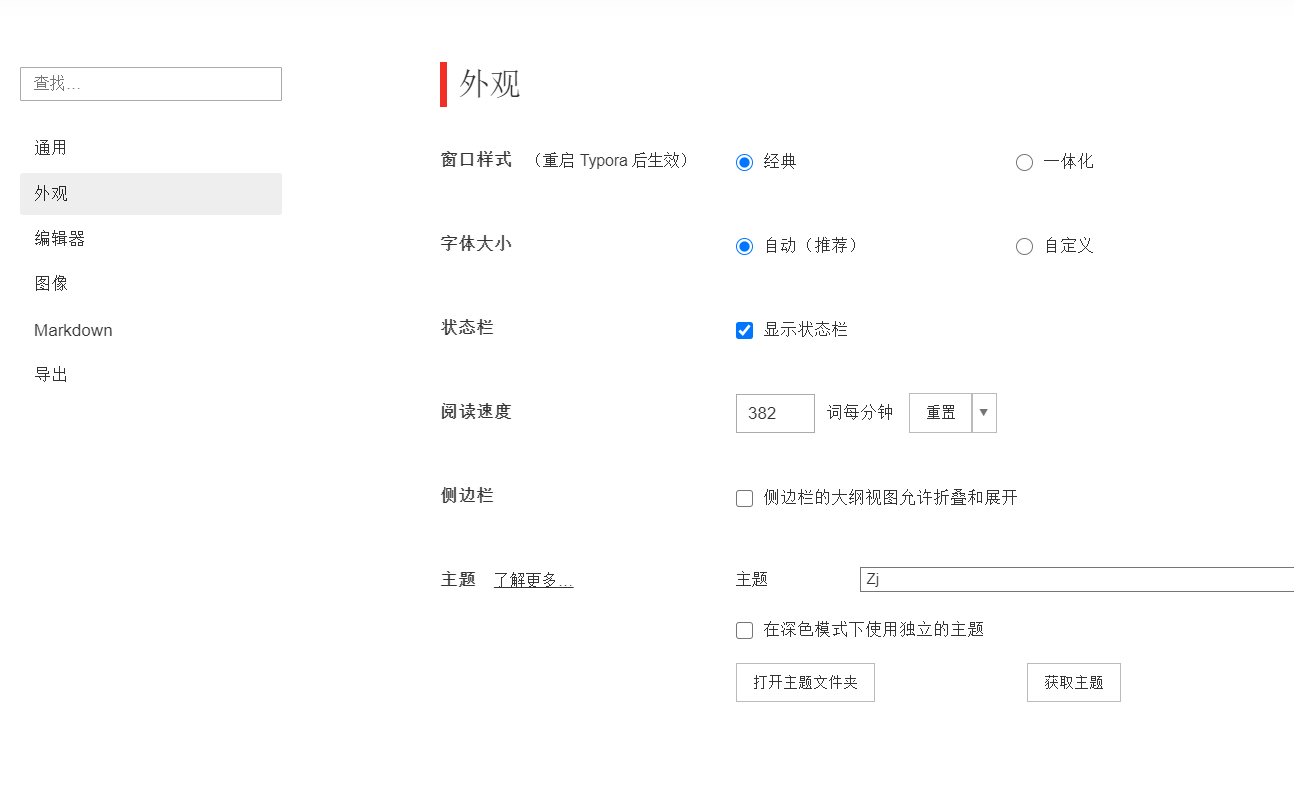 查找…
通用
外观
编辑器
图像
Markdown
导出
外观
窗口样式 （重启 Typora 后生效） 经典 一体化
字体大小 自动（推荐） 自定义
状态栏 显示状态栏
阅读速度 382 词每分钟 重置
侧边栏 侧边栏的大纲视图允许折叠和展开
主题 了解更多… 主题 Zj
在深色模式下使用独立的主题
打开主题文件夹 获取主题